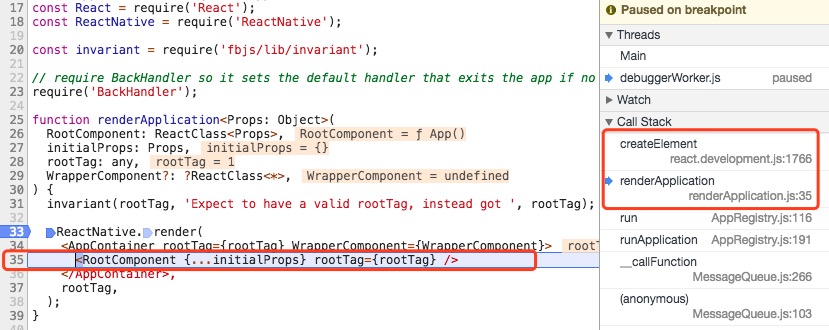 17 const React = require('React');
18 const ReactNative = require('ReactNative');
19
20 const invariant = require('fbjs/lib/invariant');
21
22 // require BackHandler so it sets the default handler that exits the app if no
23 require('BackHandler');
24
25 function renderApplication<Props: Object>(
26 RootComponent: ReactClass<Props>, RootComponent = ƒ App()
27 initialProps: Props, initialProps = {}
28 rootTag: any, rootTag = 1
29 WrapperComponent?: ?ReactClass<*>, WrapperComponent = undefined
30 ) {
31 invariant(rootTag, 'Expect to have a valid rootTag, instead got ', rootTag);
32
33 ReactNative.render(
34 <AppContainer rootTag={rootTag} WrapperComponent={WrapperComponent}> rootT
35 <RootComponent {...initialProps} rootTag={rootTag} />
36 </AppContainer>,
37 rootTag,
38 );
39 }
Paused on breakpoint
Threads
Main
debuggerWorker.js paused
Watch
Call Stack
createElement
react.development.js:1766
renderApplication
renderApplication.js:35
run AppRegistry.js:116
runApplication AppRegistry.js:191
__callFunction
MessageQueue.js:266
(anonymous)
MessageQueue.js:103